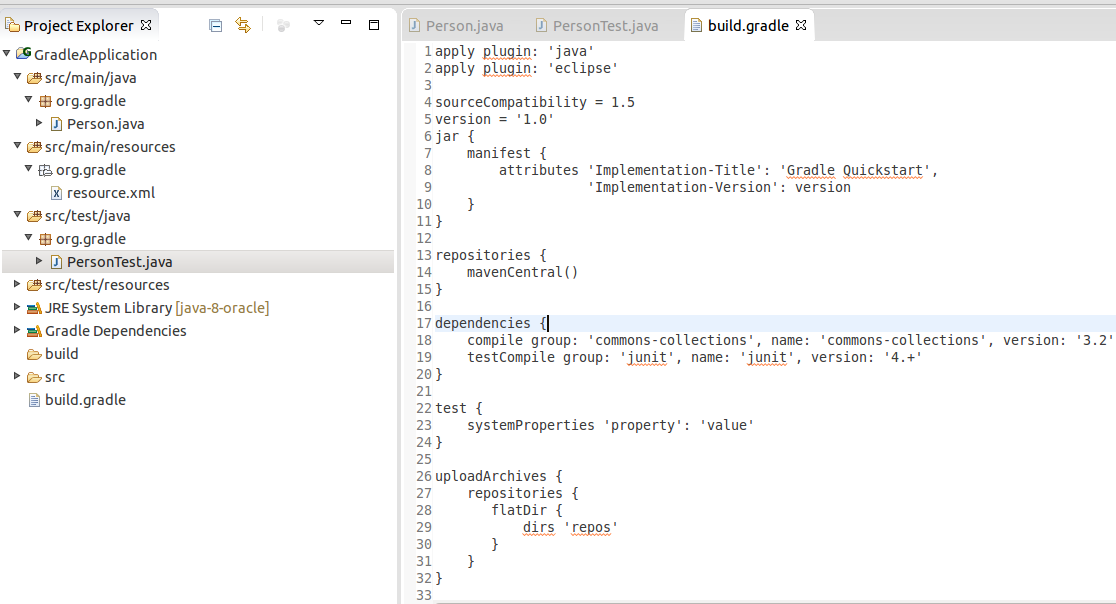 Project Explorer
GradleApplication
src/main/java
org.gradle
Person.java
src/main/resources
org.gradle
resource.xml
src/test/java
org.gradle
PersonTest.java
src/test/resources
JRE System Library [java-8-oracle]
Gradle Dependencies
build
src
build.gradle
Person.java PersonTest.java build.gradle
1 apply plugin: 'java'
2 apply plugin: 'eclipse'
3
4 sourceCompatibility = 1.5
5 version = '1.0'
6 jar {
7     manifest {
8         attributes 'Implementation-Title': 'Gradle Quickstart',
9                    'Implementation-Version': version
10     }
11 }
12
13 repositories {
14     mavenCentral()
15 }
16
17 dependencies {
18     compile group: 'commons-collections', name: 'commons-collections', version: '3.2'
19     testCompile group: 'junit', name: 'junit', version: '4.+'
20 }
21
22 test {
23     systemProperties 'property': 'value'
24 }
25
26 uploadArchives {
27     repositories {
28        flatDir {
29            dirs 'repos'
30        }
31     }
32 }
33